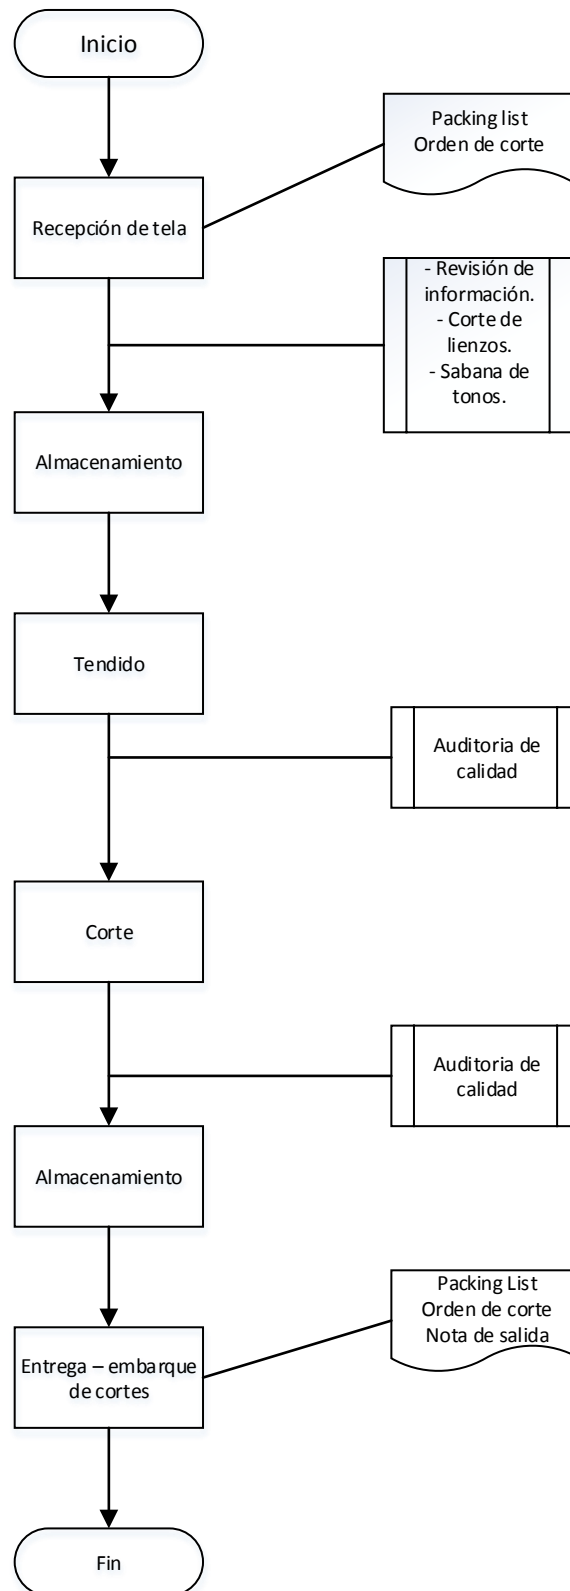 Inicio
Packing list
Orden de corte
Recepción de tela
- Revisión de
información.
- Corte de
lienzos.
- Sabana de
tonos.
Almacenamiento
Tendido
Auditoria de
calidad
Corte
Auditoria de
calidad
Almacenamiento
Packing List
Orden de corte
Nota de salida
Entrega – embarque
de cortes
Fin